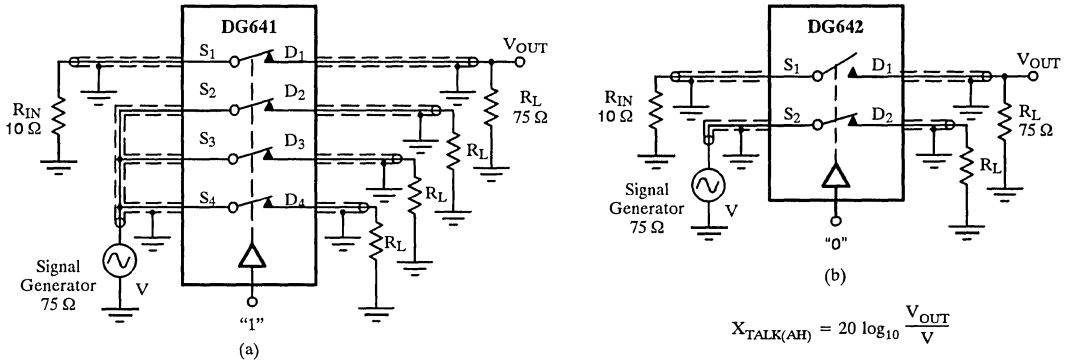 DG641
S1
D1
VOUT
RIN
10 Ω
S2
D2
RL
75 Ω
S3
D3
RL
S4
D4
RL
RL
Signal
Generator
75 Ω
V
“1”
(a)
DG642
S1
D1
VOUT
RIN
10 Ω
S2
D2
RL
75 Ω
RL
Signal
Generator
75 Ω
V
“0”
(b)
XTALK(AH) = 20 log10 VOUT/V